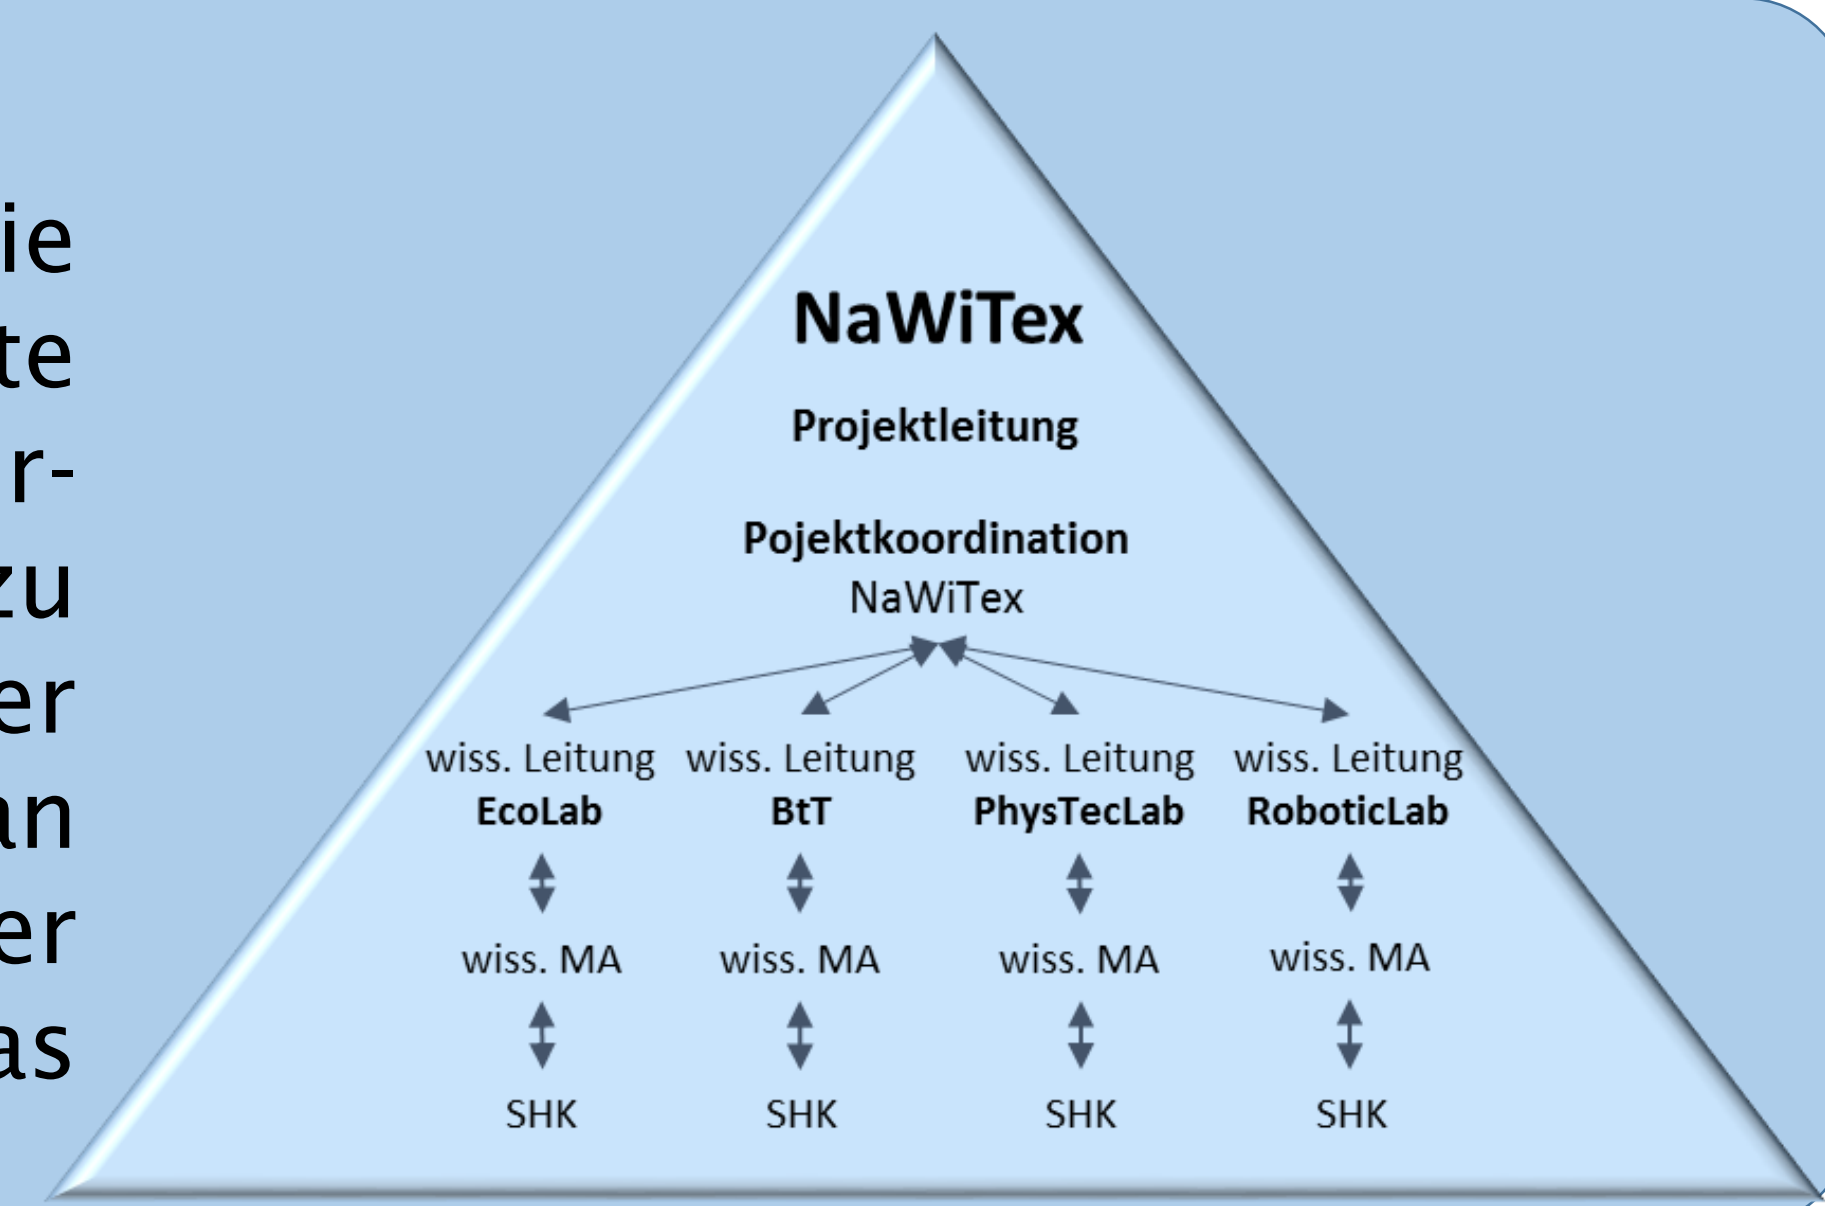 ie
te
r-
zu
er
an
er
as
NaWiTex
Projektleitung
Pojektkoordination
NaWiTex
wiss. Leitung wiss. Leitung wiss. Leitung wiss. Leitung
EcoLab BtT PhysTecLab RoboticLab
wiss. MA wiss. MA wiss. MA wiss. MA
SHK SHK SHK SHK